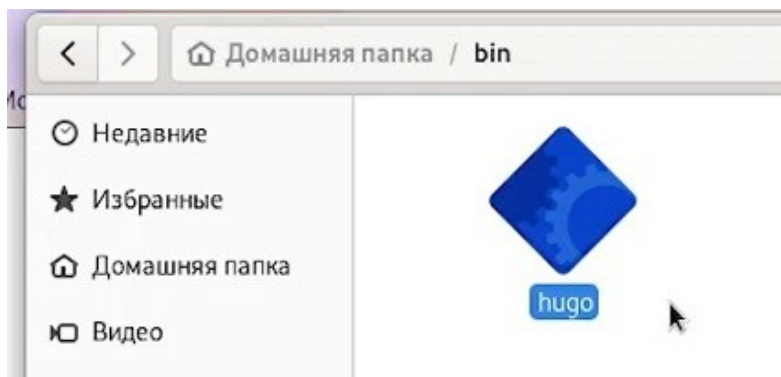 Домашняя папка / bin
Недавние
Избранные
Домашняя папка
Видео
hugo